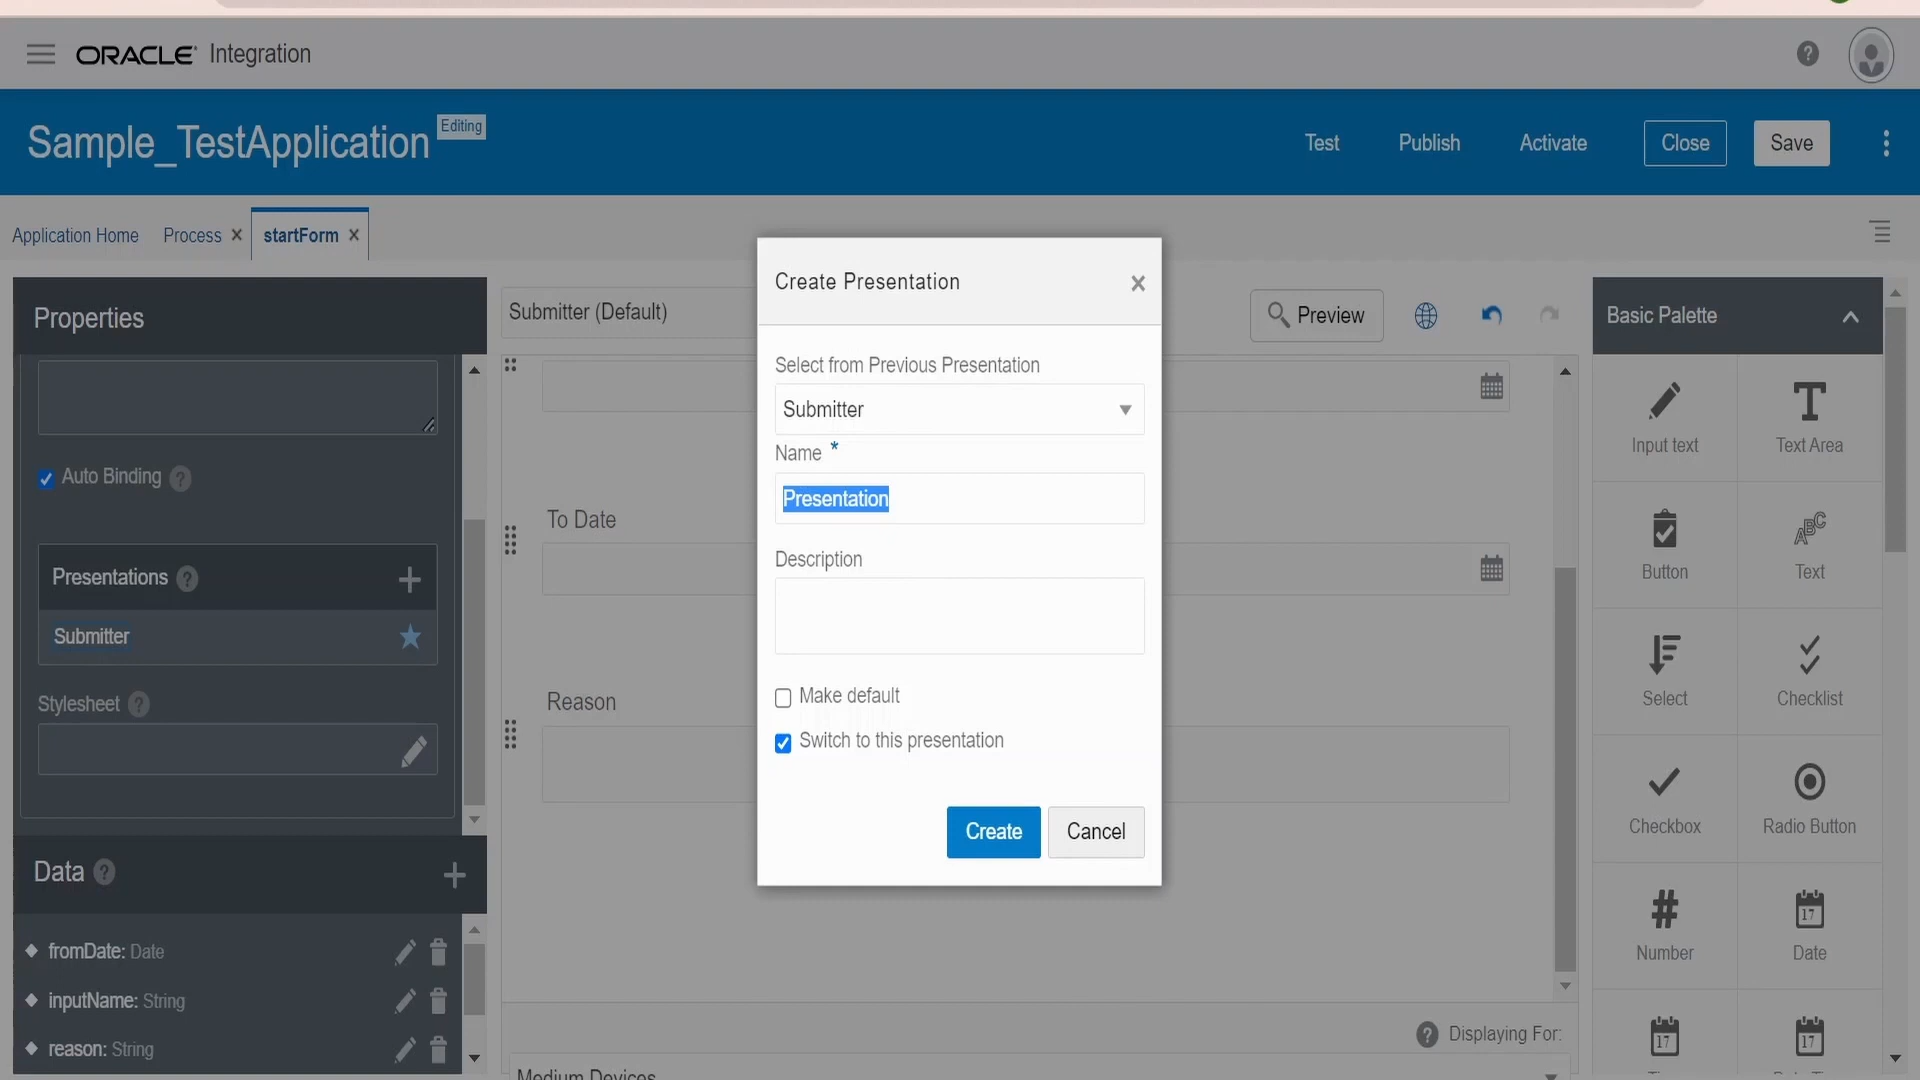 ORACLE Integration
Sample_TestApplication Editing
Test Publish Activate Close Save
Application Home Process startForm
Properties
Auto Binding
Presentations
Submitter
Stylesheet
Data
fromDate: Date
inputName: String
reason: String
Submitter (Default)
Preview
To Date
Reason
Displaying For:
Medium Devices
Create Presentation
Select from Previous Presentation
Submitter
Name *
Presentation
Description
Make default
Switch to this presentation
Create Cancel
Basic Palette
Input text Text Area
Button Text
Select Checklist
Checkbox Radio Button
Number Date